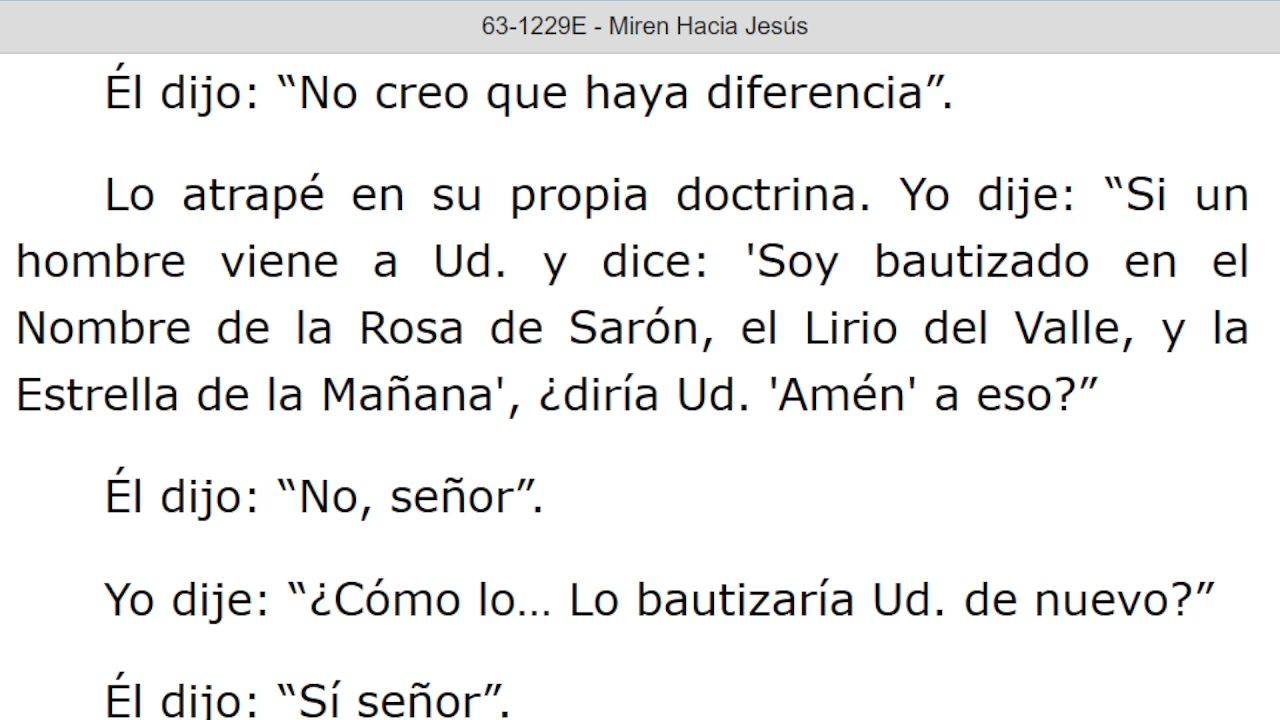 63-1229E - Miren Hacia Jesús
Él dijo: “No creo que haya diferencia”.
Lo atrapé en su propia doctrina. Yo dije: “Si un
hombre viene a Ud. y dice: 'Soy bautizado en el
Nombre de la Rosa de Sarón, el Lirio del Valle, y la
Estrella de la Mañana', ¿diría Ud. 'Amén' a eso?”
Él dijo: “No, señor”.
Yo dije: “¿Cómo lo... Lo bautizaría Ud. de nuevo?”
Él dijo: “Sí señor”.